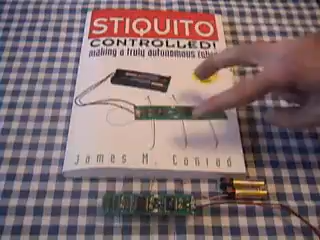 STIQUITO
CONTROLLED!
making a truly autonomous robot
James M. Conrad